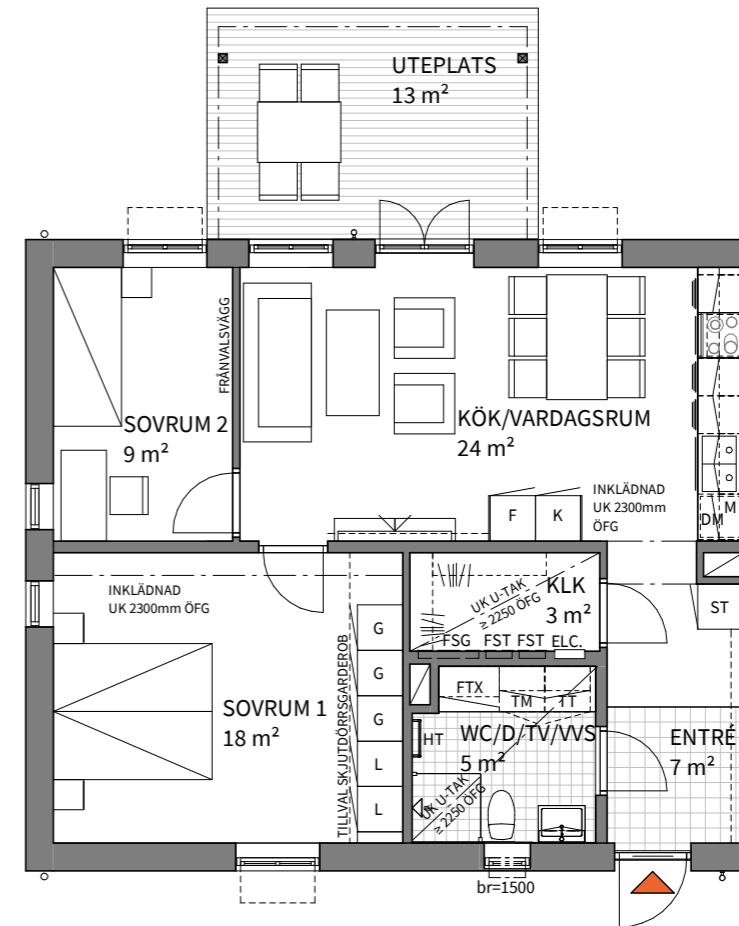 UTEPLATS
13 m²
FRÅNVALSVÄGG
SOVRUM 2
9 m²
KÖK/VARDAGSRUM
24 m²
F
K
INKLÄDNAD
UK 2300mm
ÖFG
DM
M
INKLÄDNAD
UK 2300mm ÖFG
TILLVAL SKJUTDÖRRSGARDEROB
G
G
G
L
L
SOVRUM 1
18 m²
UK U-TAK
≥ 2250 ÖFG
KLK
3 m²
FSG
FST
FST
ELC.
ST
FTX
TM
TT
HT
WC/D/TV/VVS
5 m²
UK U-TAK
≥ 2250 ÖFG
ENTRÉ
7 m²
br=1500